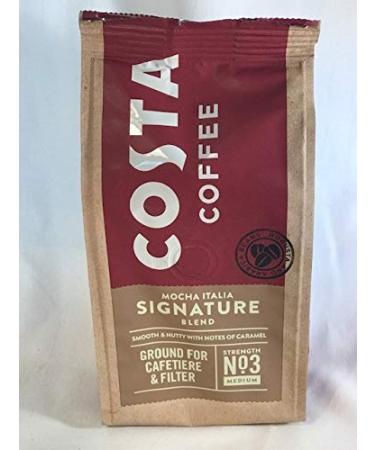 COSTA
COFFEE
MOCHA ITALIA
SIGNATURE
BLEND
SMOOTH & NUTTY WITH NOTES OF CARAMEL
GROUND FOR
CAFETIERE
& FILTER
STRENGTH
Nº3
MEDIUM